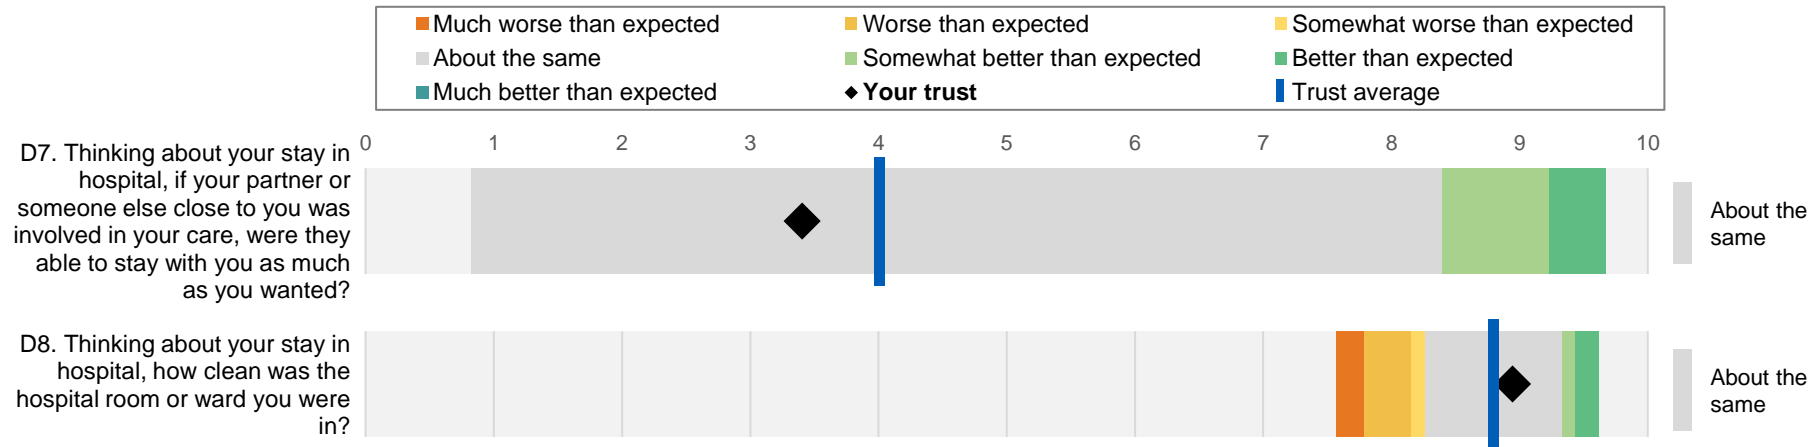 Much worse than expected
Worse than expected
Somewhat worse than expected
About the same
Somewhat better than expected
Better than expected
Much better than expected
Your trust
Trust average
0 1 2 3 4 5 6 7 8 9 10
D7. Thinking about your stay in
hospital, if your partner or
someone else close to you was
involved in your care, were they
able to stay with you as much
as you wanted?
About the
same
D8. Thinking about your stay in
hospital, how clean was the
hospital room or ward you were
in?
About the
same